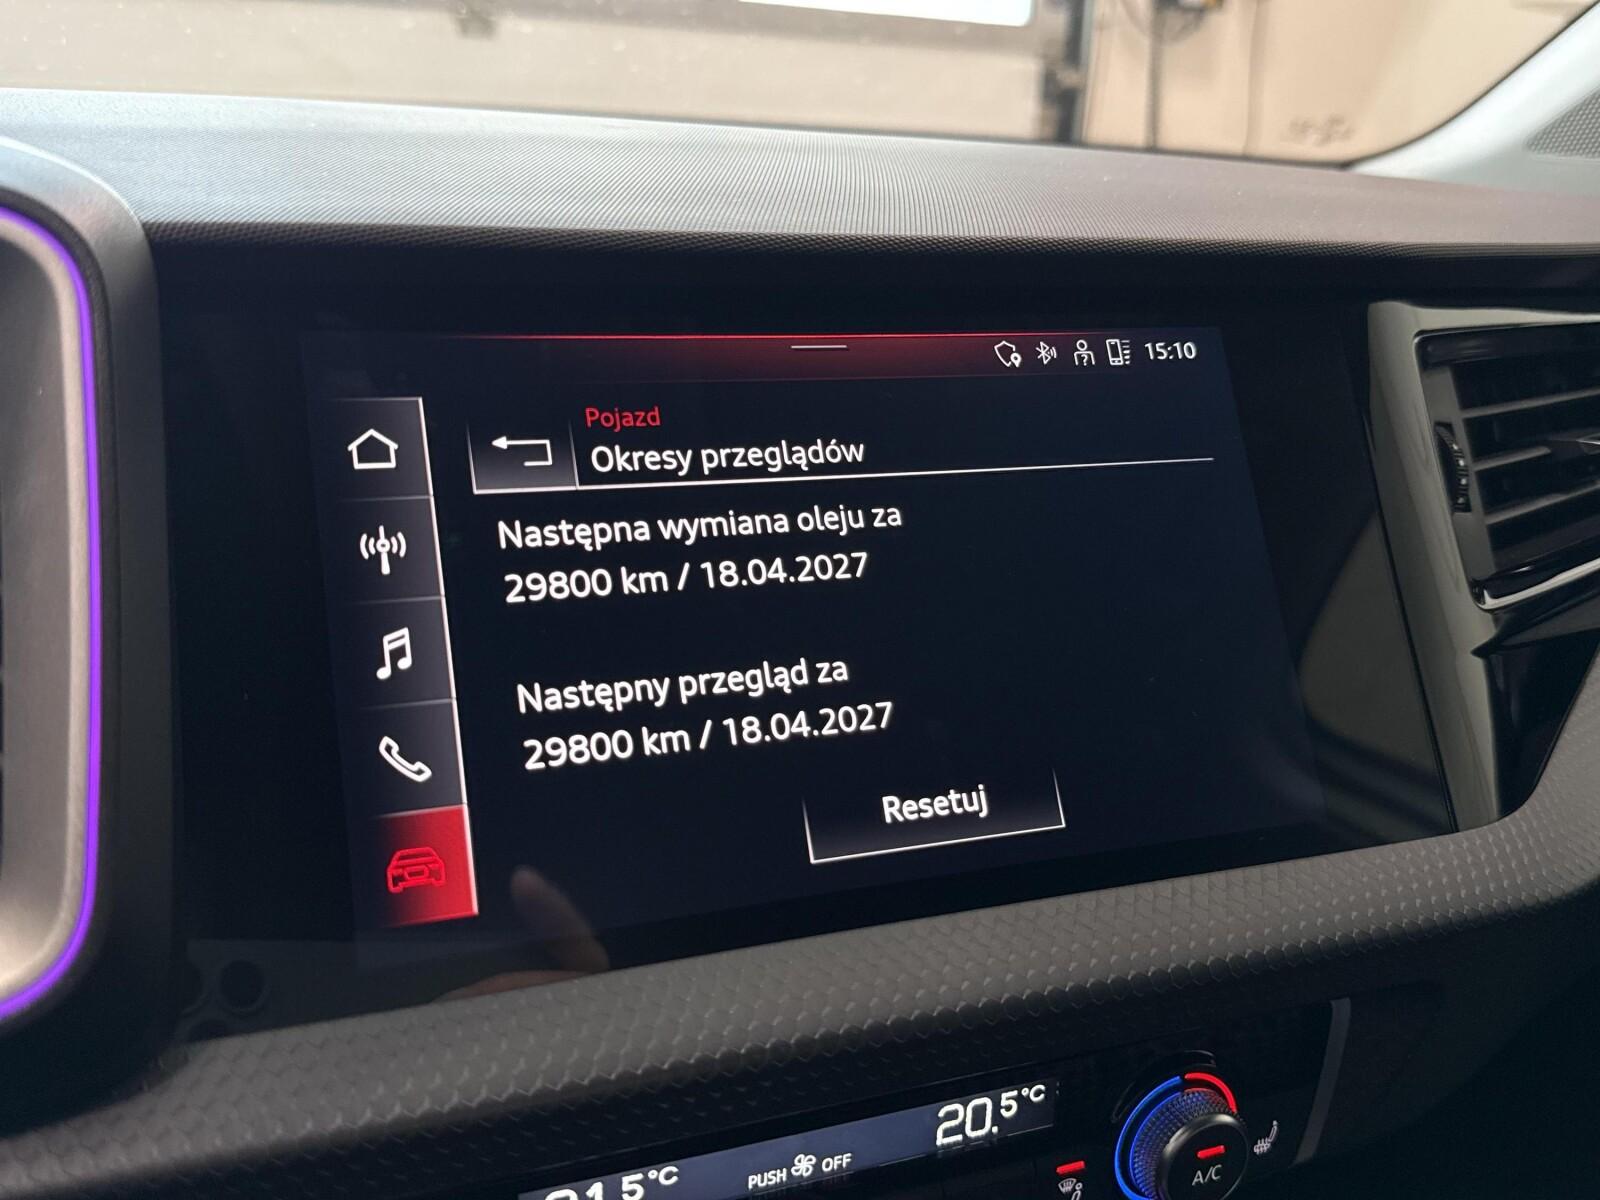 15:10
Pojazd
Okresy przeglądów
Następna wymiana oleju za
29800 km / 18.04.2027
Następny przegląd za
29800 km / 18.04.2027
Resetuj
20.5°C
PUSH OFF
A/C